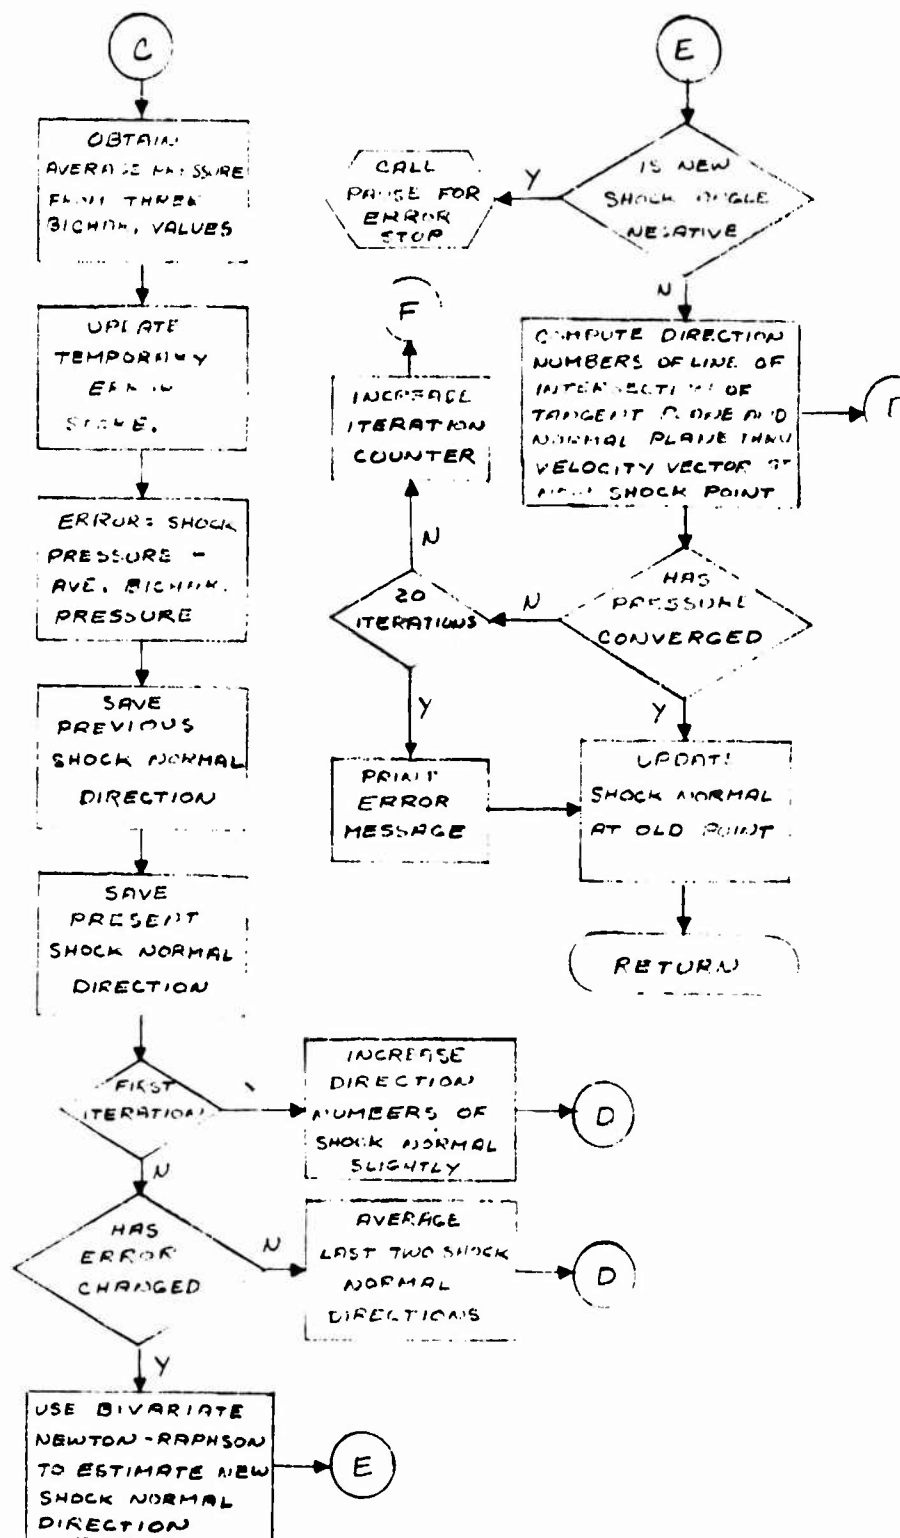 C
OBTAIN
AVERAGE PRESSURE
FROM THREE
BICHAR. VALUES
UPDATE
TEMPORARY
ERROR
STORE.
ERROR = SHOCK
PRESSURE -
AVE. BICHAR.
PRESSURE
SAVE
PREVIOUS
SHOCK NORMAL
DIRECTION
SAVE
PRESENT
SHOCK NORMAL
DIRECTION
FIRST
ITERATION
N
INCREASE
DIRECTION
NUMBERS OF
SHOCK NORMAL
SLIGHTLY
D
HAS
ERROR
CHANGED
N
AVERAGE
LAST TWO SHOCK
NORMAL
DIRECTIONS
D
Y
USE BIVARIATE
NEWTON-RAPHSON
TO ESTIMATE NEW
SHOCK NORMAL
DIRECTION
E
E
IS NEW
SHOCK ANGLE
NEGATIVE
Y
CALL
PAUSE FOR
ERROR
STOP
N
COMPUTE DIRECTION
NUMBERS OF LINE OF
INTERSECTION OF
TANGENT PLANE AND
NORMAL PLANE THRU
VELOCITY VECTOR AT
NEW SHOCK POINT
HAS
PRESSURE
CONVERGED
N
20
ITERATIONS
N
INCREASE
ITERATION
COUNTER
F
Y
PRINT
ERROR
MESSAGE
Y
UPDATE
SHOCK NORMAL
AT OLD POINT
RETURN